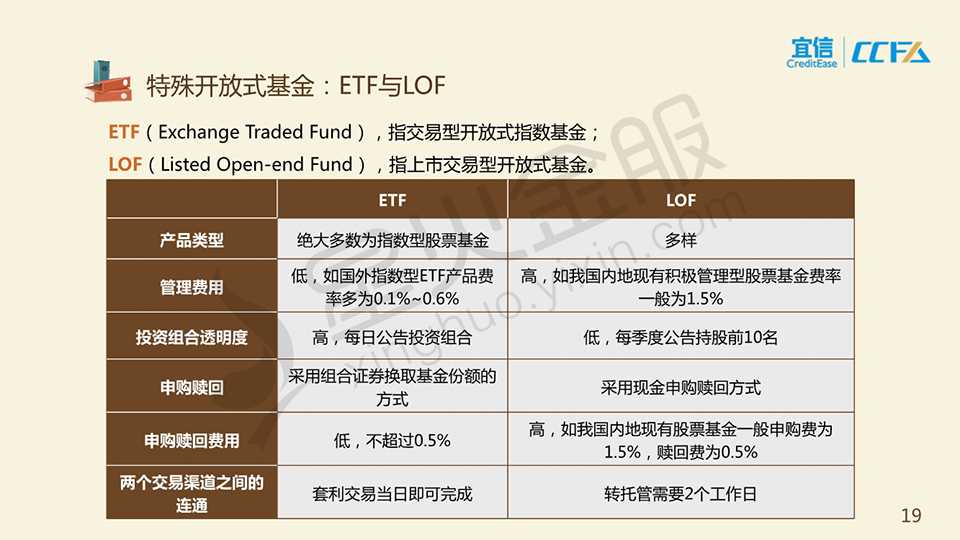 宜信
CreditEase
CCFA
特殊开放式基金：ETF与LOF
ETF（Exchange Traded Fund），指交易型开放式指数基金；
LOF（Listed Open-end Fund），指上市交易型开放式基金。
ETF
LOF
产品类型
绝大多数为指数型股票基金
多样
管理费用
低，如国外指数型ETF产品费
率多为0.1%~0.6%
高，如我国内地现有积极管理型股票基金费率
一般为1.5%
投资组合透明度
高，每日公告投资组合
低，每季度公告持股前10名
申购赎回
采用组合证券换取基金份额的
方式
采用现金申购赎回方式
申购赎回费用
低，不超过0.5%
高，如我国内地现有股票基金一般申购费为
1.5%，赎回费为0.5%
两个交易渠道之间的
连通
套利交易当日即可完成
转托管需要2个工作日
星火金服
xinghuo.yixin.com
19